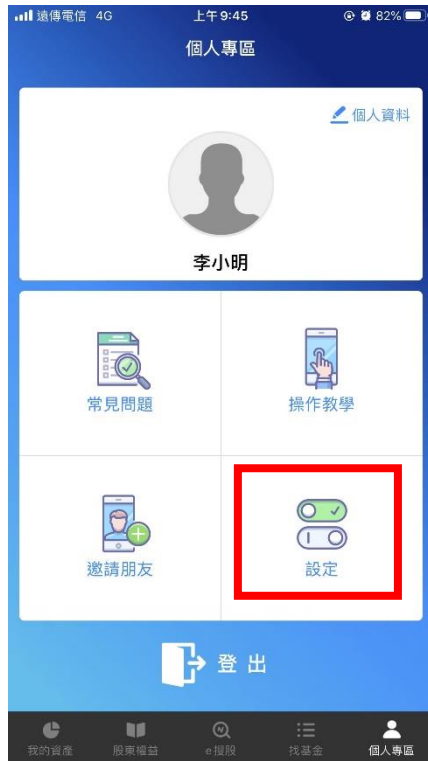 遠傳電信 4G 上午 9:45 82%
個人專區
個人資料
李小明
常見問題 操作教學
邀請朋友 設定
登出
我的資產 股東權益 e搜股 找基金 個人專區